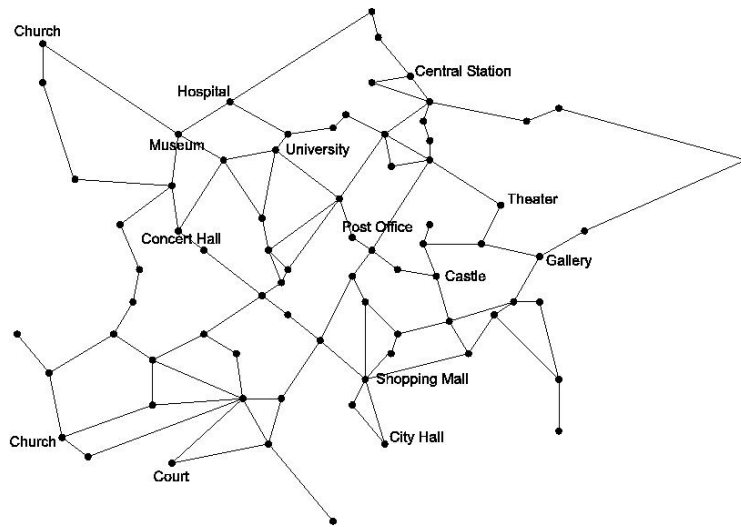 Church
Central Station
Hospital
Museum
University
Theater
Post Office
Concert Hall
Gallery
Castle
Shopping Mall
Church
City Hall
Court